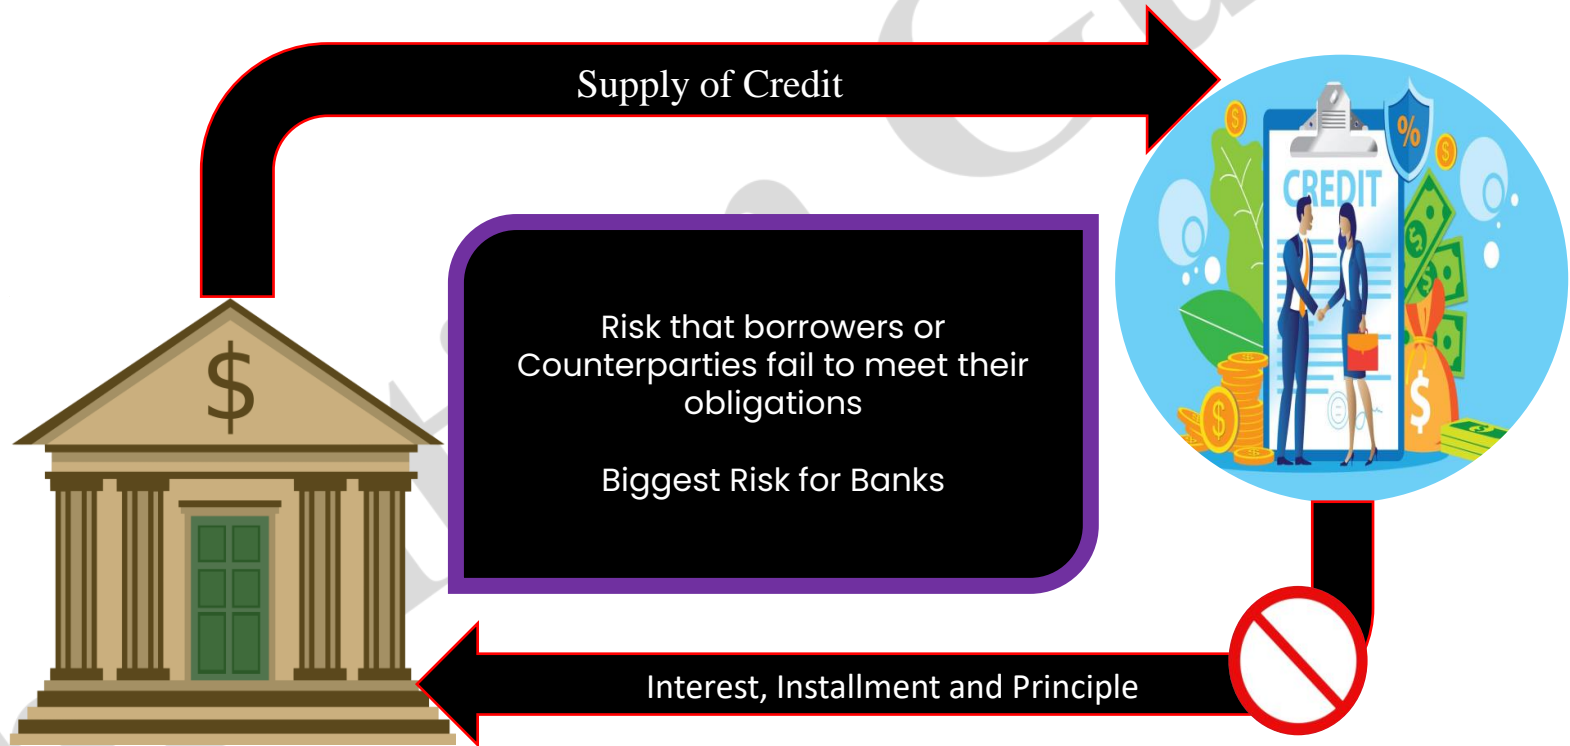 Supply of Credit
$
%
$
CREDIT
$
$
$
Risk that borrowers or
Counterparties fail to meet their
obligations
Biggest Risk for Banks
$
$
$
$
Interest, Installment and Principle